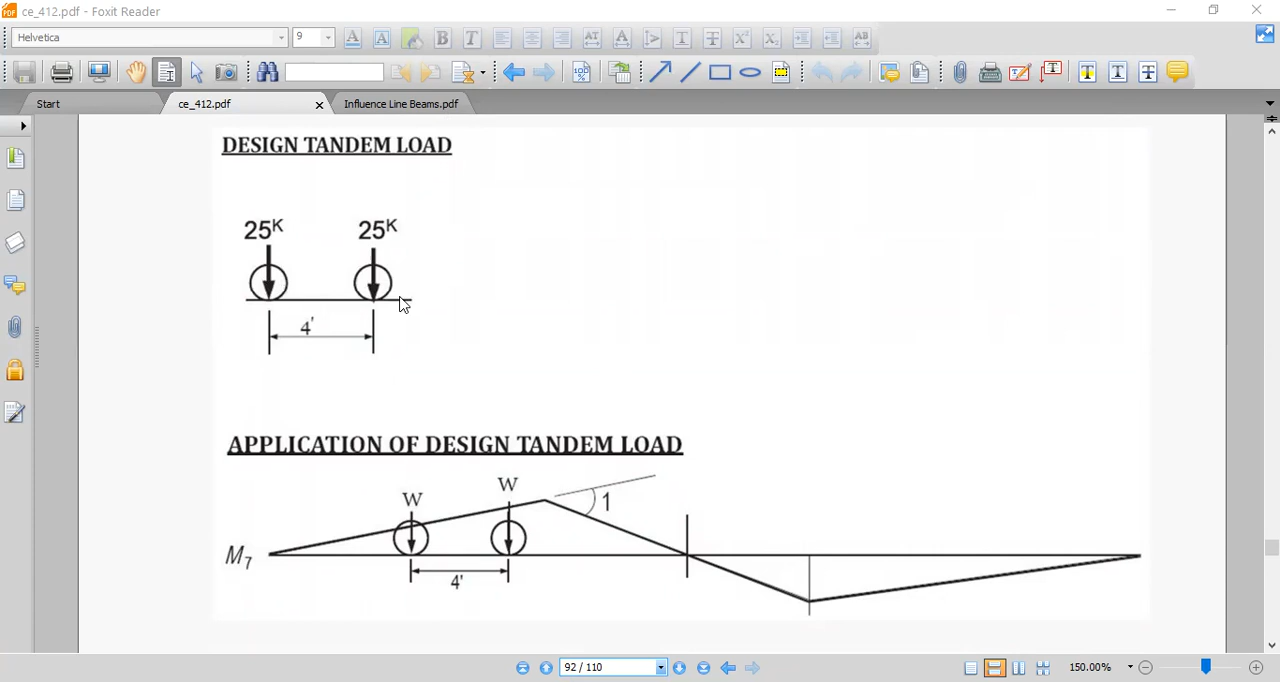 ce_412.pdf - Foxit Reader
Helvetica 9
Start ce_412.pdf Influence Line Beams.pdf
DESIGN TANDEM LOAD
25K 25K
4'
APPLICATION OF DESIGN TANDEM LOAD
W W
1
M7
4'
92 / 110 150.00%